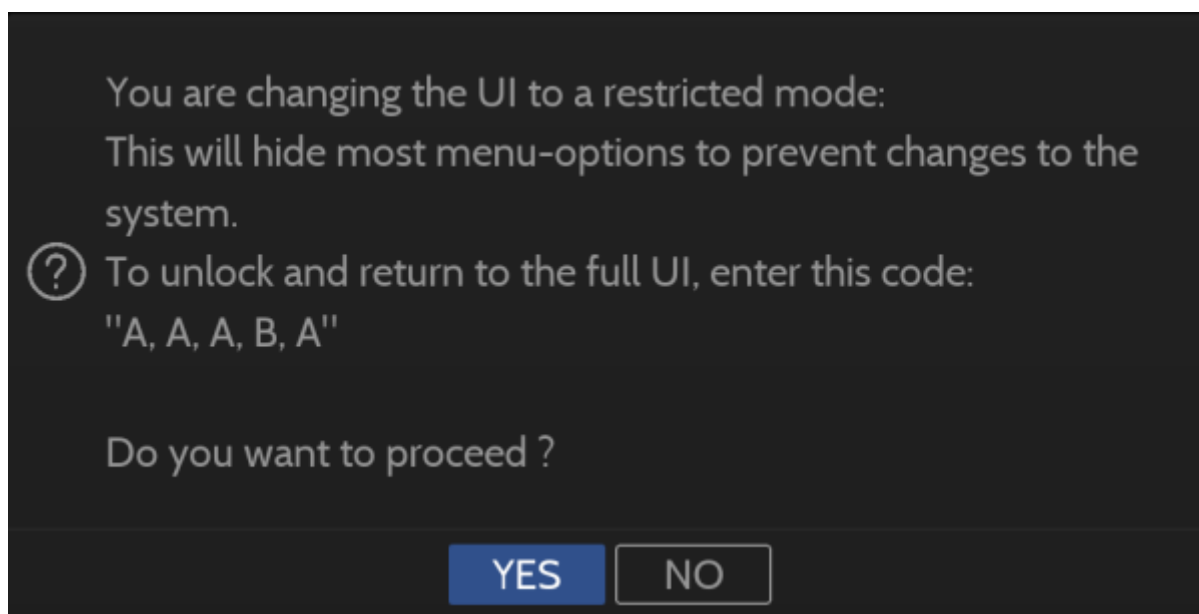 You are changing the UI to a restricted mode:
This will hide most menu-options to prevent changes to the
system.
To unlock and return to the full UI, enter this code:
"A, A, A, B, A"
Do you want to proceed ?
YES NO